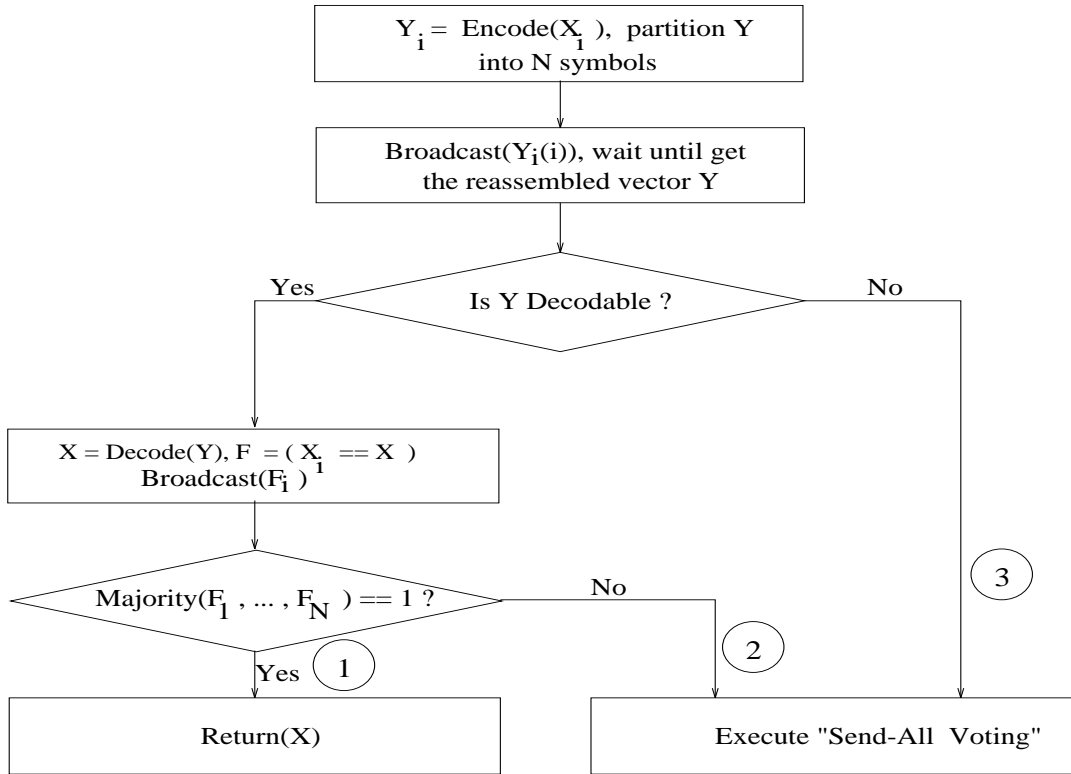 Y_i = Encode(X_i), partition Y
into N symbols
Broadcast(Y_i(i)), wait until get
the reassembled vector Y
Is Y Decodable ?
Yes
No
X = Decode(Y), F_i = ( X_i == X )
Broadcast(F_i )
Majority(F_1 , ... , F_N ) == 1 ?
No
3
2
Yes
1
Return(X)
Execute "Send-All Voting"